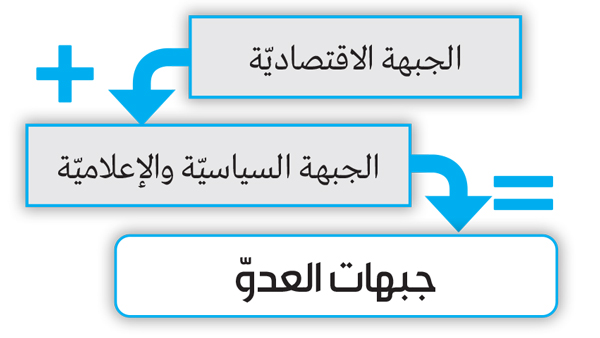 الجبهة الاقتصاديّة
+
الجبهة السياسيّة والإعلاميّة
=
جبهات العدوّ